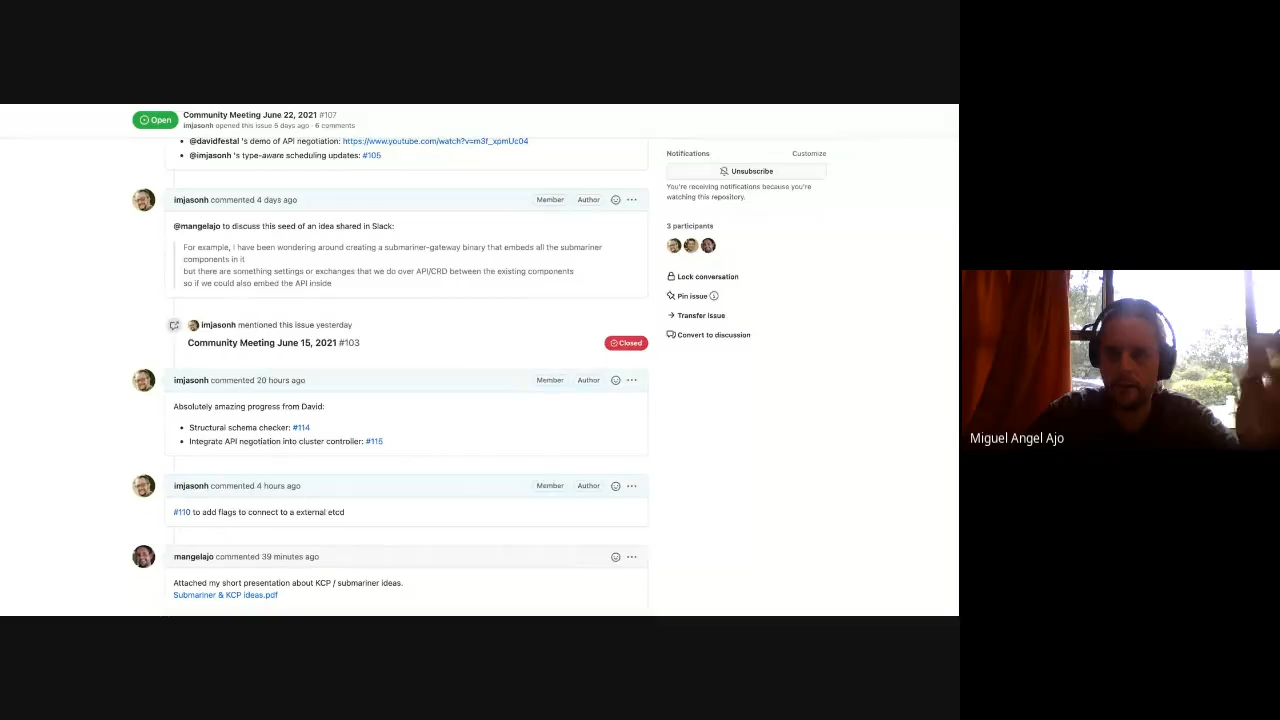 Open
Community Meeting June 22, 2021 #107
imjasonh opened this issue 5 days ago · 6 comments
• @davidfestal 's demo of API negotiation: https://www.youtube.com/watch?v=m3f_xpmUc04
• @imjasonh 's type-aware scheduling updates: #105
imjasonh commented 4 days ago
Member
Author
@mangelajo to discuss this seed of an idea shared in Slack:
For example, I have been wondering around creating a submariner-gateway binary that embeds all the submariner
components in it
but there are something settings or exchanges that we do over API/CRD between the existing components
so if we could also embed the API inside
imjasonh mentioned this issue yesterday
Community Meeting June 15, 2021 #103
Closed
imjasonh commented 20 hours ago
Member
Author
Absolutely amazing progress from David:
• Structural schema checker: #114
• Integrate API negotiation into cluster controller: #115
imjasonh commented 4 hours ago
Member
Author
#110 to add flags to connect to a external etcd
mangelajo commented 39 minutes ago
Attached my short presentation about KCP / submariner ideas.
Submariner & KCP ideas.pdf
Notifications
Customize
Unsubscribe
You're receiving notifications because you're
watching this repository.
3 participants
Lock conversation
Pin issue
Transfer issue
Convert to discussion
Miguel Angel Ajo